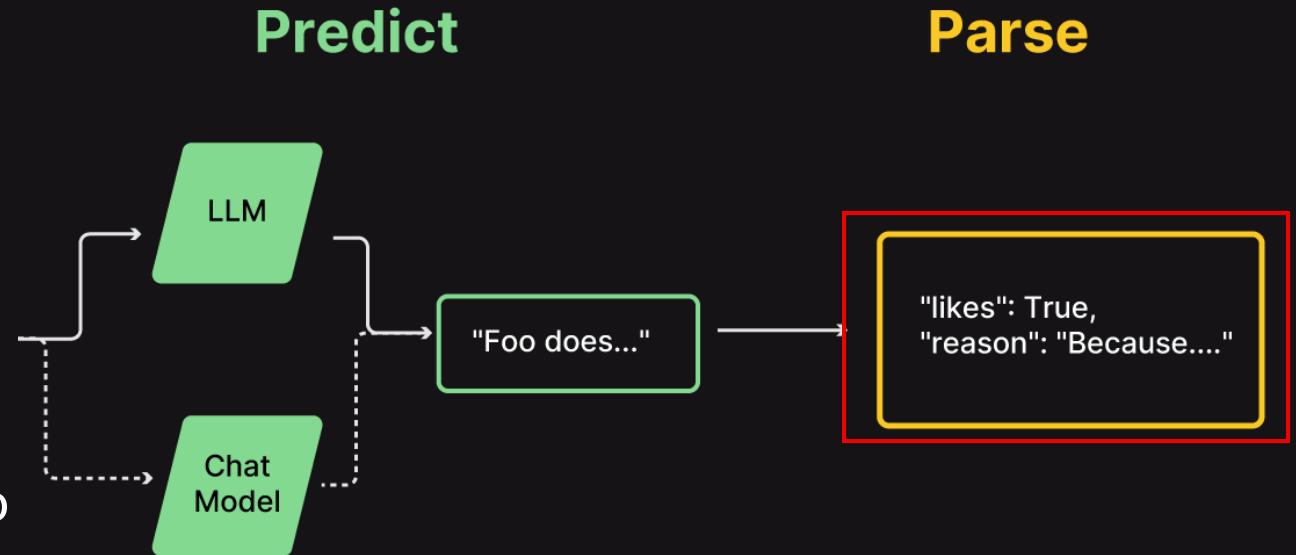 Predict
Parse
LLM
"Foo does..."
"likes": True,
"reason": "Because...."
Chat
Model